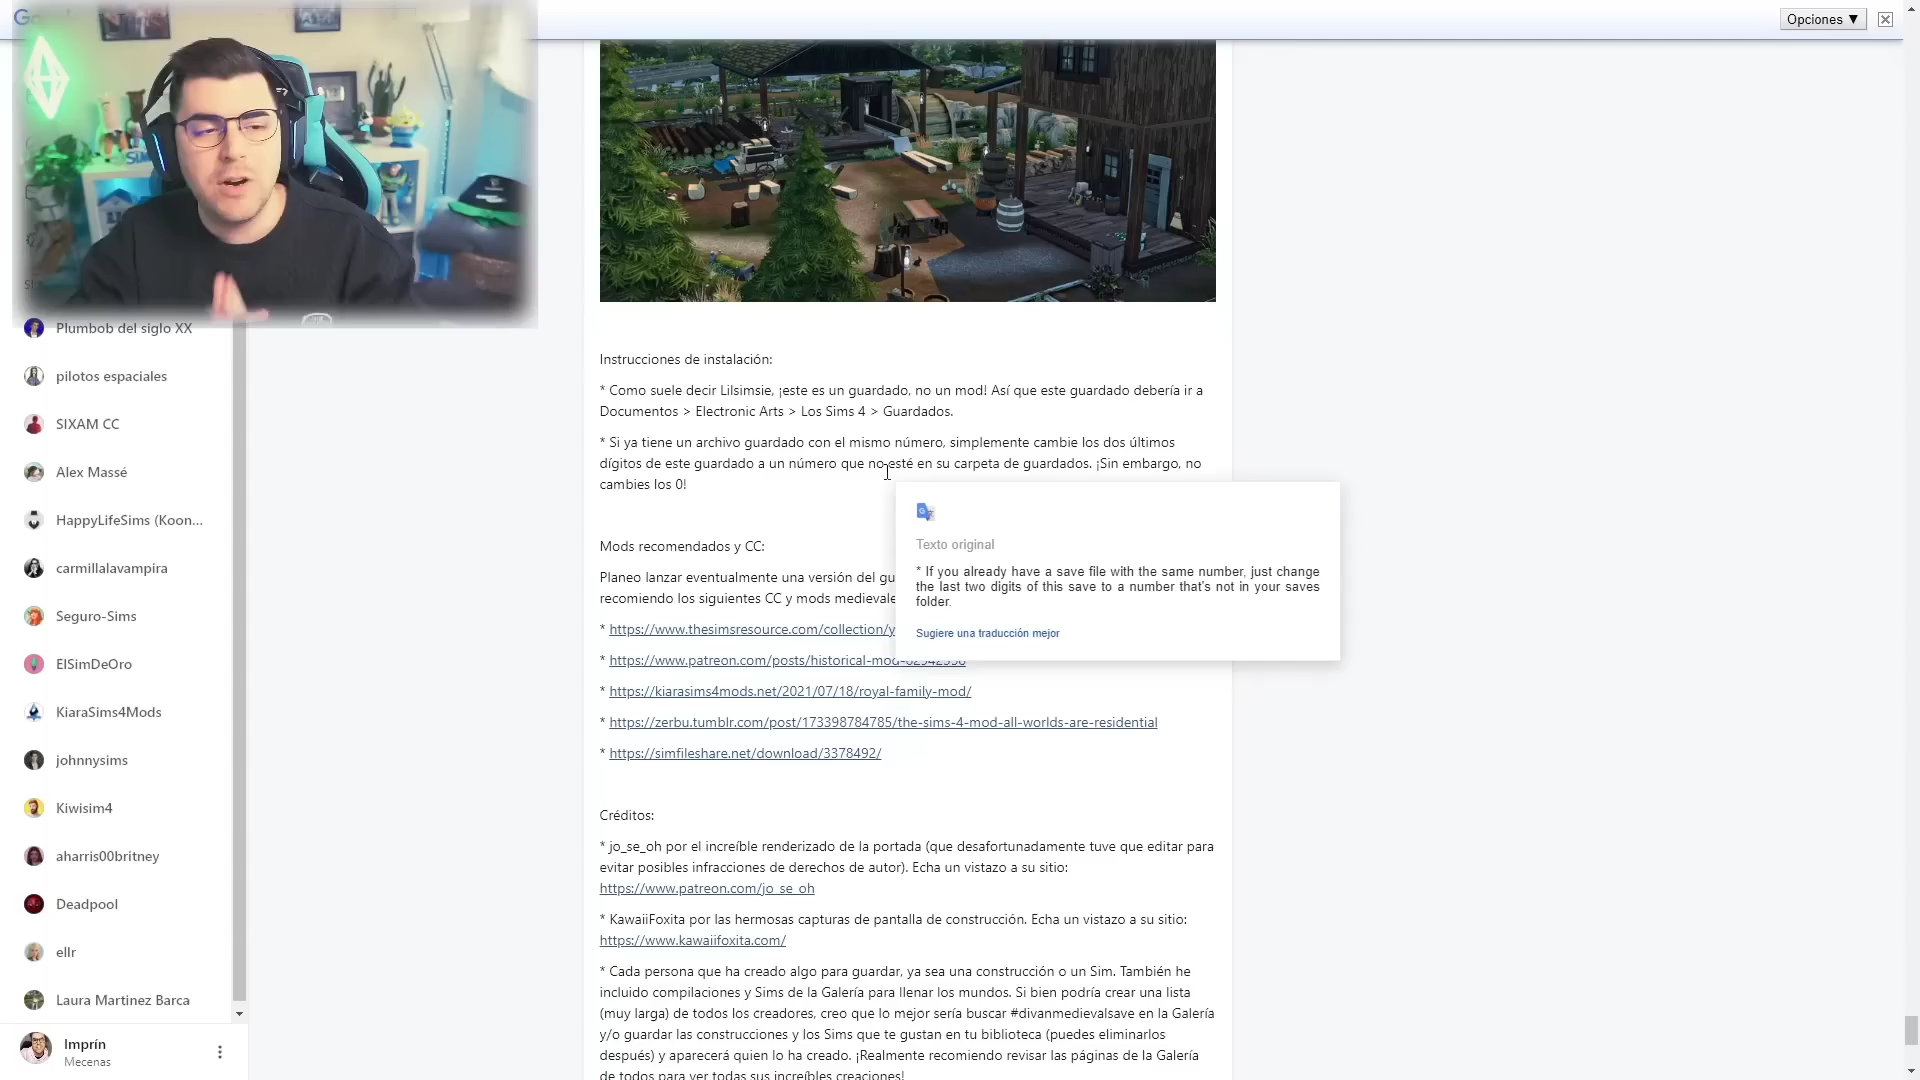 Opciones ▼
Plumbob del siglo XX
pilotos espaciales
SIXAM CC
Alex Massé
HappyLifeSims (Koon...
carmillalavampira
Seguro-Sims
ElSimDeOro
KiaraSims4Mods
johnnysims
Kiwisim4
aharris00britney
Deadpool
ellr
Laura Martinez Barca
Imprín
Mecenas
Instrucciones de instalación:
* Como suele decir Lilsimsie, ¡este es un guardado, no un mod! Así que este guardado debería ir a
Documentos > Electronic Arts > Los Sims 4 > Guardados.
* Si ya tiene un archivo guardado con el mismo número, simplemente cambie los dos últimos
dígitos de este guardado a un número que no esté en su carpeta de guardados. ¡Sin embargo, no
cambies los 0!
Mods recomendados y CC:
Planeo lanzar eventualmente una versión del gu
recomiendo los siguientes CC y mods medievale
* https://www.thesimsresource.com/collection/y
* https://www.patreon.com/posts/historical-mod-
* https://kiarasims4mods.net/2021/07/18/royal-family-mod/
* https://zerbu.tumblr.com/post/173398784785/the-sims-4-mod-all-worlds-are-residential
* https://simfileshare.net/download/3378492/
Texto original
* If you already have a save file with the same number, just change
the last two digits of this save to a number that's not in your saves
folder.
Sugiere una traducción mejor
Créditos:
* jo_se_oh por el increíble renderizado de la portada (que desafortunadamente tuve que editar para
evitar posibles infracciones de derechos de autor). Echa un vistazo a su sitio:
https://www.patreon.com/jo_se_oh
* KawaiiFoxita por las hermosas capturas de pantalla de construcción. Echa un vistazo a su sitio:
https://www.kawaiifoxita.com/
* Cada persona que ha creado algo para guardar, ya sea una construcción o un Sim. También he
incluido compilaciones y Sims de la Galería para llenar los mundos. Si bien podría crear una lista
(muy larga) de todos los creadores, creo que lo mejor sería buscar #divanmedievalsave en la Galería
y/o guardar las construcciones y los Sims que te gustan en tu biblioteca (puedes eliminarlos
después) y aparecerá quien lo ha creado. ¡Realmente recomiendo revisar las páginas de la Galería
de todos para ver todas sus increíbles creaciones!